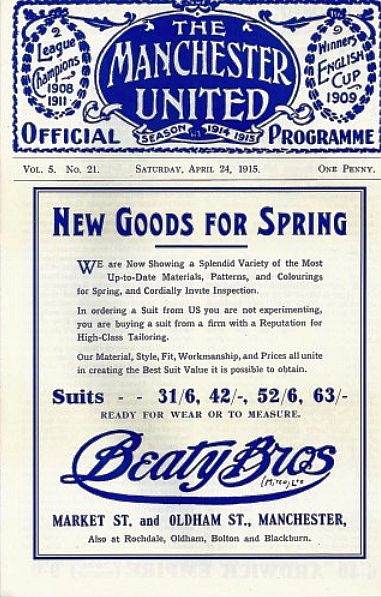 THE
MANCHESTER
UNITED
2
League
Champions
1908
1911
Winners
ENGLISH
CUP
1909
OFFICIAL PROGRAMME
SEASON 1914 1915
VOL. 5. NO. 21. SATURDAY, APRIL 24, 1915. ONE PENNY.
NEW GOODS FOR SPRING
WE are Now Showing a Splendid Variety of the Most
Up-to-Date Materials, Patterns, and Colourings
for Spring, and Cordially Invite Inspection.
In ordering a Suit from US you are not experimenting,
you are buying a suit from a firm with a Reputation for
High-Class Tailoring.
Our Material, Style, Fit, Workmanship, and Prices all unite
in creating the Best Suit Value it is possible to obtain.
Suits - - 31/6, 42/-, 52/6, 63/-
READY FOR WEAR OR TO MEASURE.
Beaty Bros
(M/cr) Ltd
MARKET ST. and OLDHAM ST., MANCHESTER,
Also at Rochdale, Oldham, Bolton and Blackburn.